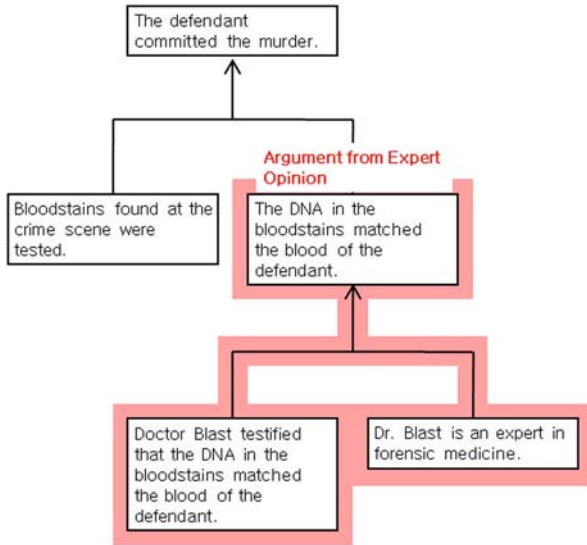 The defendant
committed the murder.
Argument from Expert
Opinion
Bloodstains found at the
crime scene were
tested.
The DNA in the
bloodstains matched
the blood of the
defendant.
Doctor Blast testified
that the DNA in the
bloodstains matched
the blood of the
defendant.
Dr. Blast is an expert in
forensic medicine.